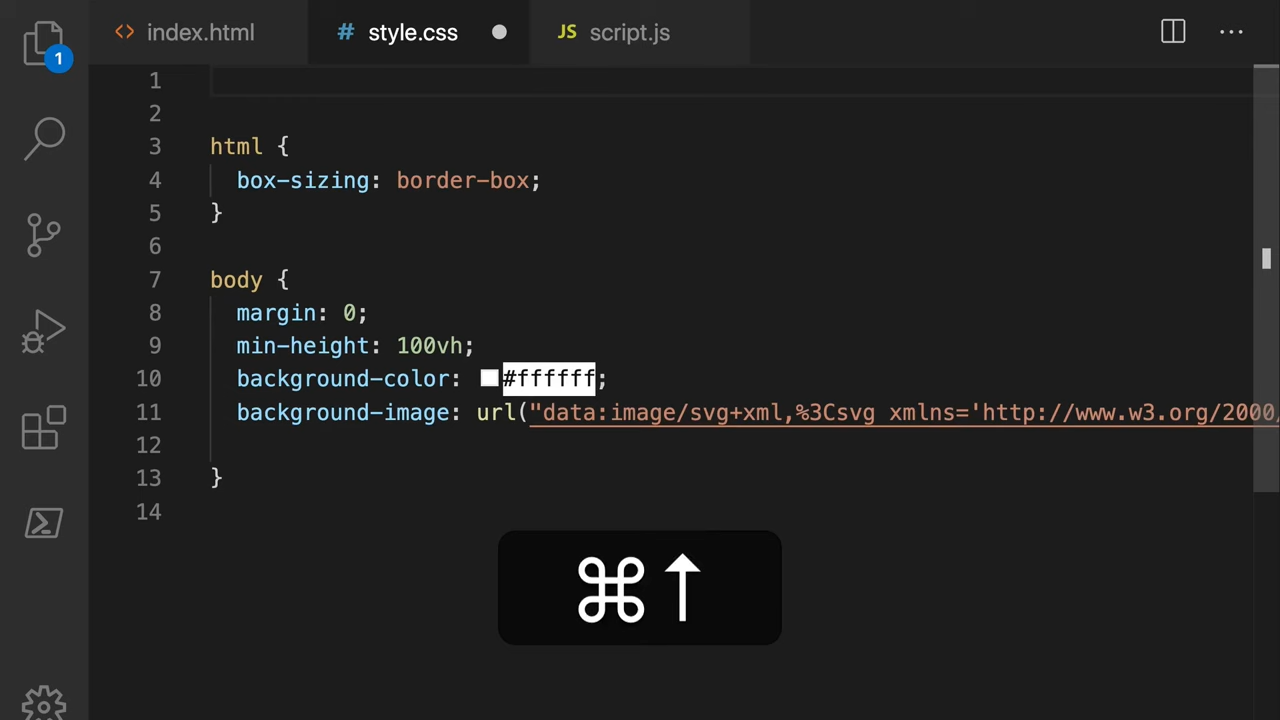 1
<> index.html # style.css JS script.js ...
1
2
3 html {
4 box-sizing: border-box;
5 }
6
7 body {
8 margin: 0;
9 min-height: 100vh;
10 background-color: #ffffff;
11 background-image: url("data:image/svg+xml,%3Csvg xmlns='http://www.w3.org/2000/
12
13 }
14
⌘↑